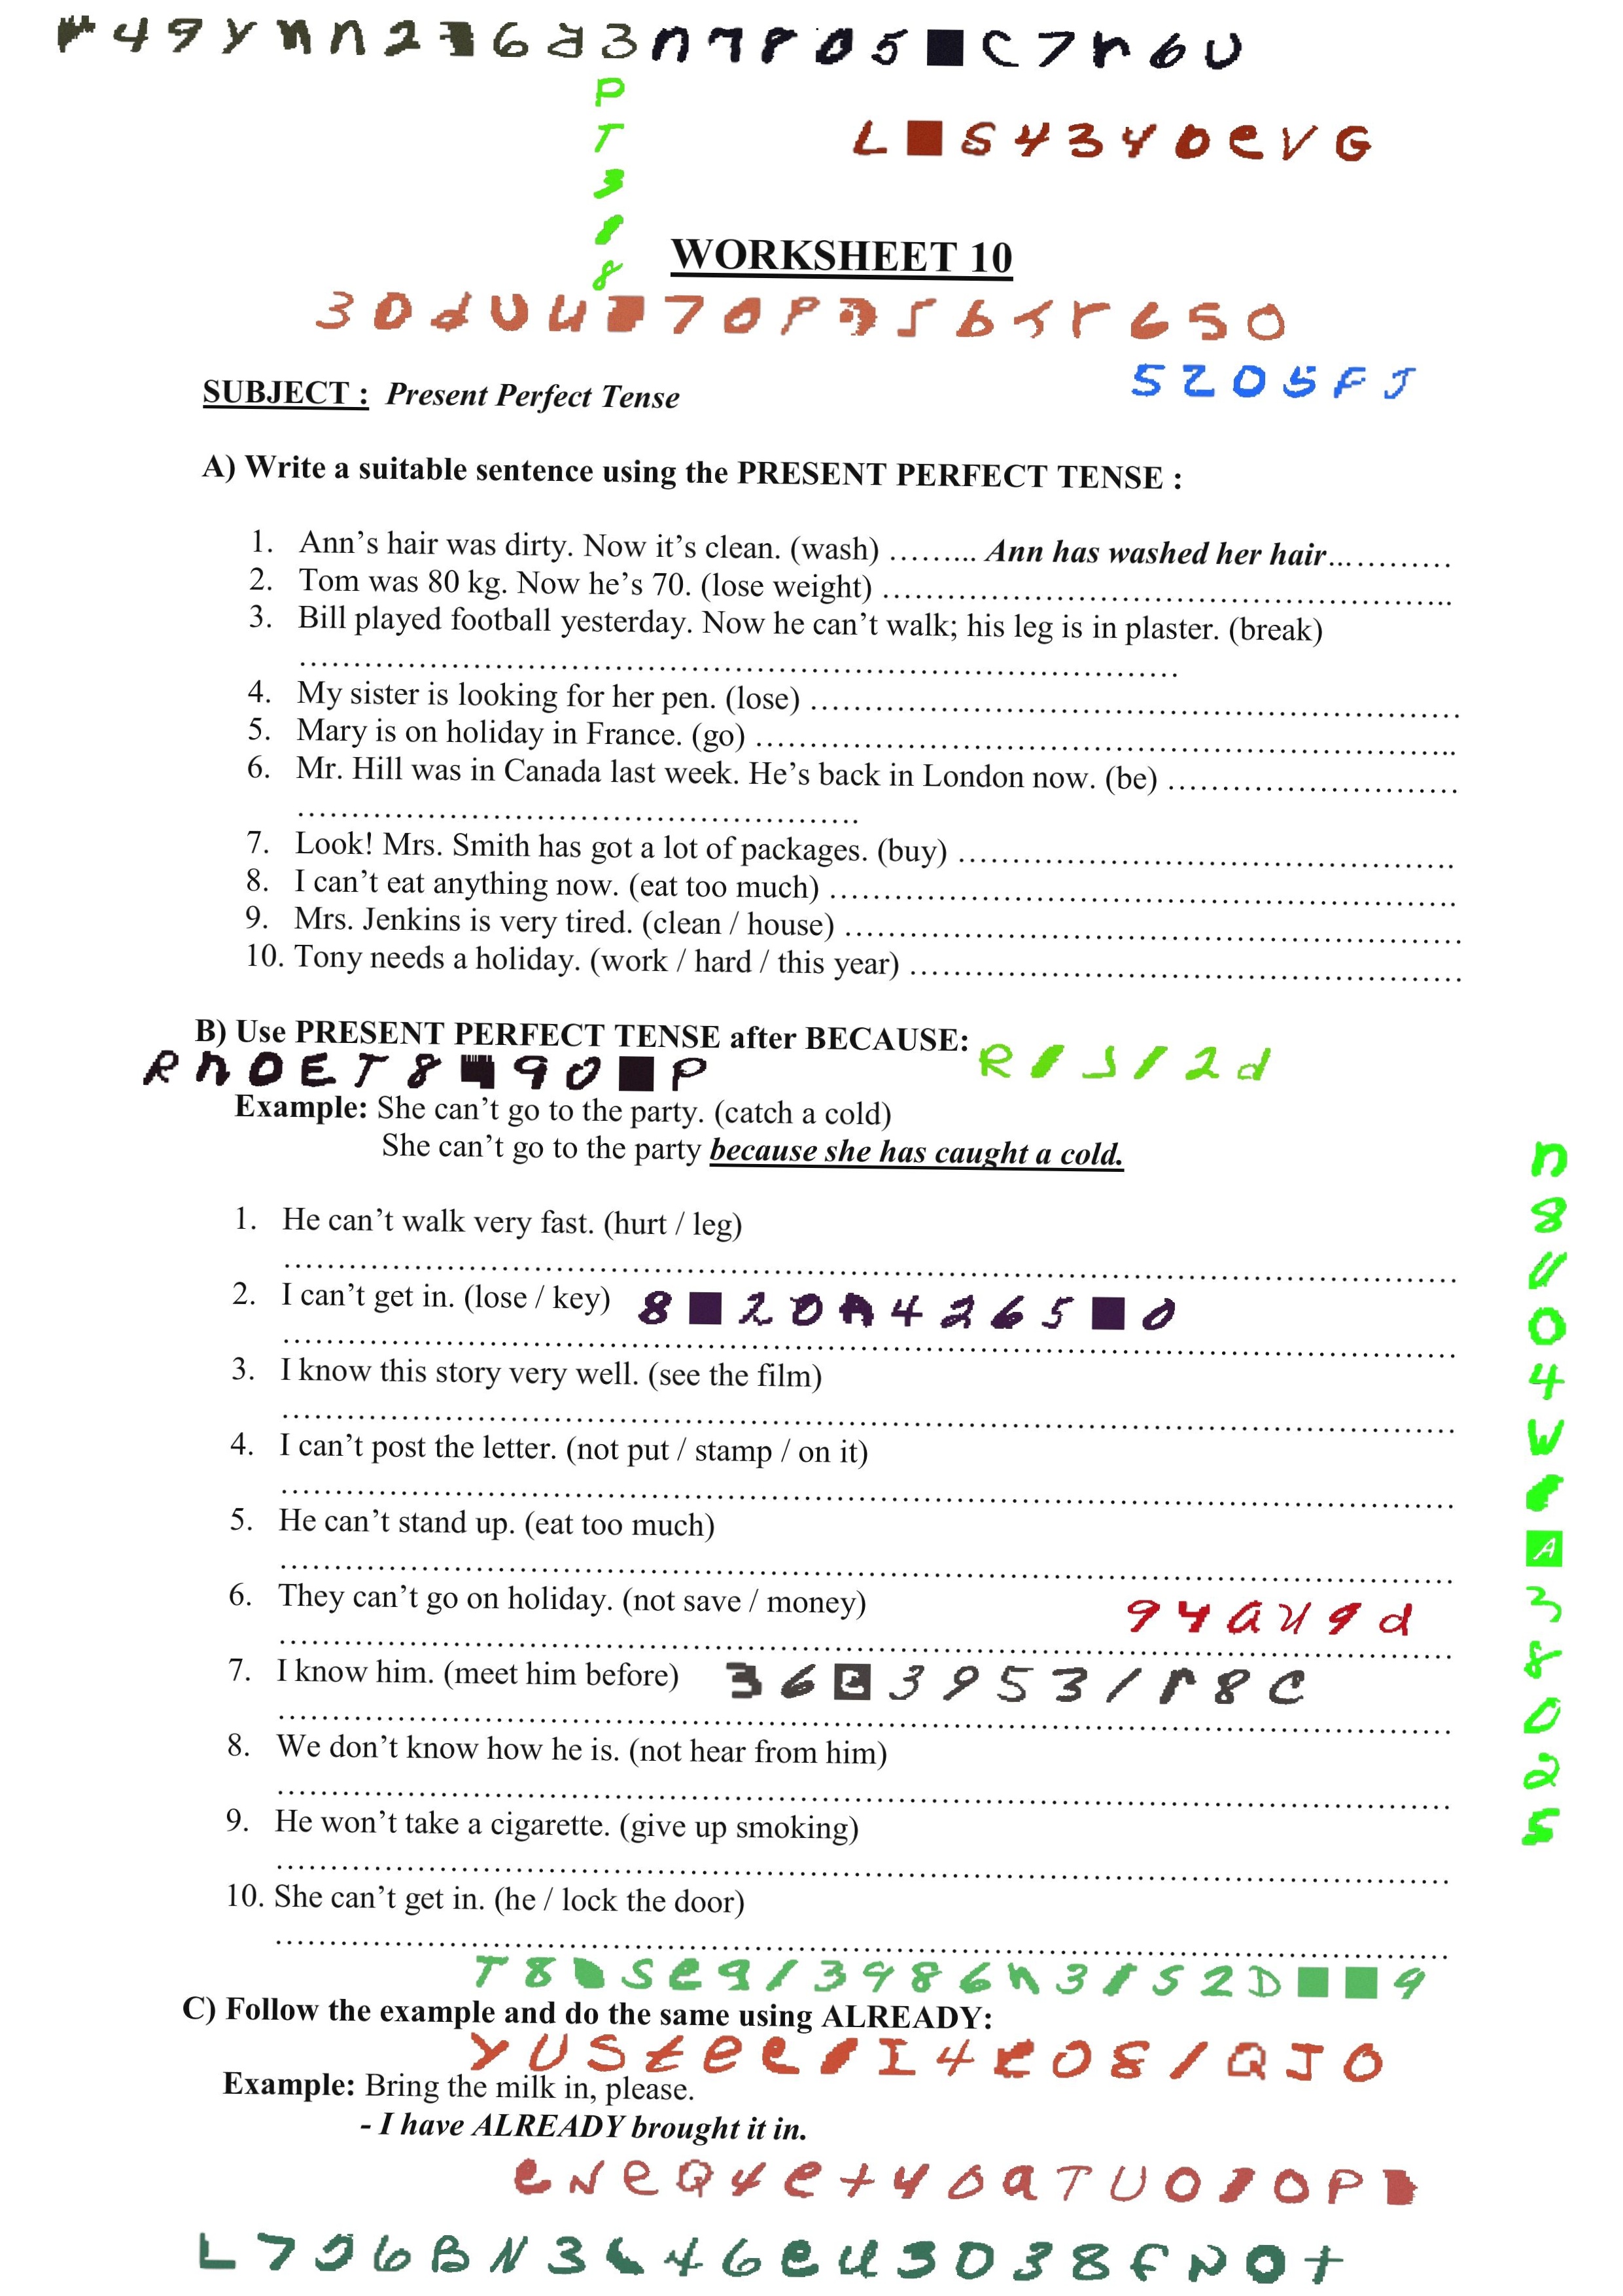 WORKSHEET 10
5205FJ
SUBJECT : Present Perfect Tense
A) Write a suitable sentence using the PRESENT PERFECT TENSE :
1. Ann's hair was dirty. Now it's clean. (wash) ……... Ann has washed her hair...………
2. Tom was 80 kg. Now he's 70. (lose weight) ……………………………………………………..
3. Bill played football yesterday. Now he can't walk; his leg is in plaster. (break)
……………………………………………………………………………
4. My sister is looking for her pen. (lose) ……………………………………………………………
5. Mary is on holiday in France. (go) ………………………………………………………………..
6. Mr. Hill was in Canada last week. He's back in London now. (be) ………………………
……………………………………………….
7. Look! Mrs. Smith has got a lot of packages. (buy) ……………………………………………
8. I can't eat anything now. (eat too much) ………………………………………………………
9. Mrs. Jenkins is very tired. (clean / house) ………………………………………………………
10. Tony needs a holiday. (work / hard / this year) …………………………………………………
B) Use PRESENT PERFECT TENSE after BECAUSE:
Example: She can't go to the party. (catch a cold)
She can't go to the party because she has caught a cold.
1. He can't walk very fast. (hurt / leg)
……………………………………………………………………………………………………
2. I can't get in. (lose / key)
……………………………………………………………………………………………………
3. I know this story very well. (see the film)
……………………………………………………………………………………………………
4. I can't post the letter. (not put / stamp / on it)
……………………………………………………………………………………………………
5. He can't stand up. (eat too much)
……………………………………………………………………………………………………
6. They can't go on holiday. (not save / money)
94au9d
……………………………………………………………………………………………………
7. I know him. (meet him before)
……………………………………………………………………………………………………
8. We don't know how he is. (not hear from him)
……………………………………………………………………………………………………
9. He won't take a cigarette. (give up smoking)
……………………………………………………………………………………………………
10. She can't get in. (he / lock the door)
……………………………………………………………………………………………………
C) Follow the example and do the same using ALREADY:
Example: Bring the milk in, please.
- I have ALREADY brought it in.